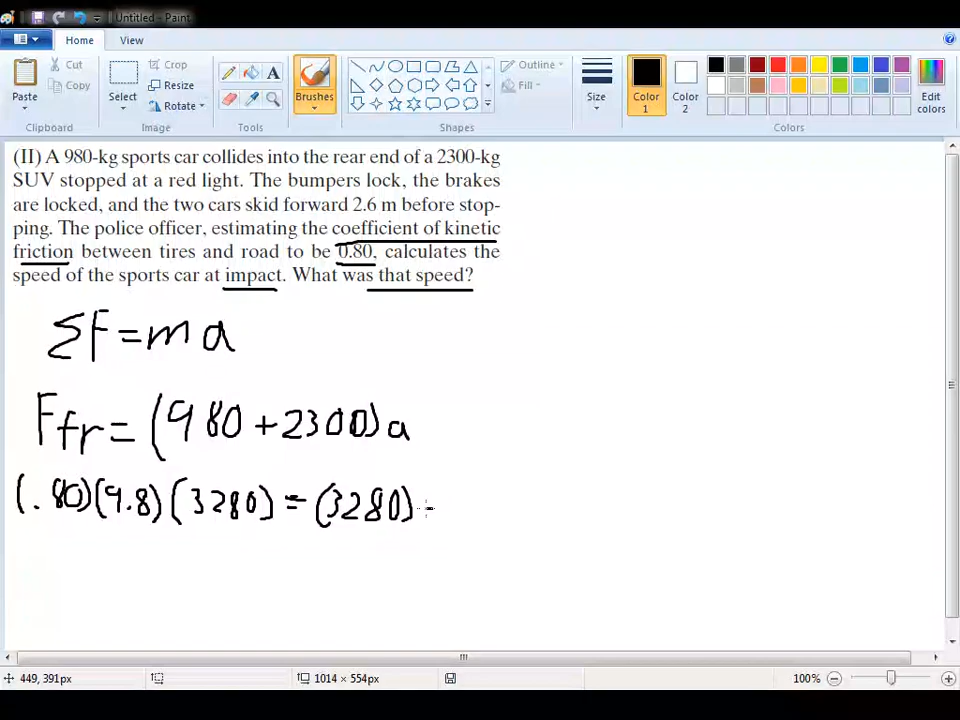 Untitled - Paint
Home View
Paste
Cut
Copy
Clipboard
Select
Crop
Resize
Rotate
Image
A
Tools
Brushes
Outline
Fill
Shapes
Size
Color 1
Color 2
Edit colors
Colors
(II) A 980-kg sports car collides into the rear end of a 2300-kg
SUV stopped at a red light. The bumpers lock, the brakes
are locked, and the two cars skid forward 2.6 m before stop-
ping. The police officer, estimating the coefficient of kinetic
friction between tires and road to be 0.80, calculates the
speed of the sports car at impact. What was that speed?
ΣF = ma
Ffr = (980 + 2300)a
(.80)(9.8)(3280) = (3280)
449, 391px
1014 × 554px
100%